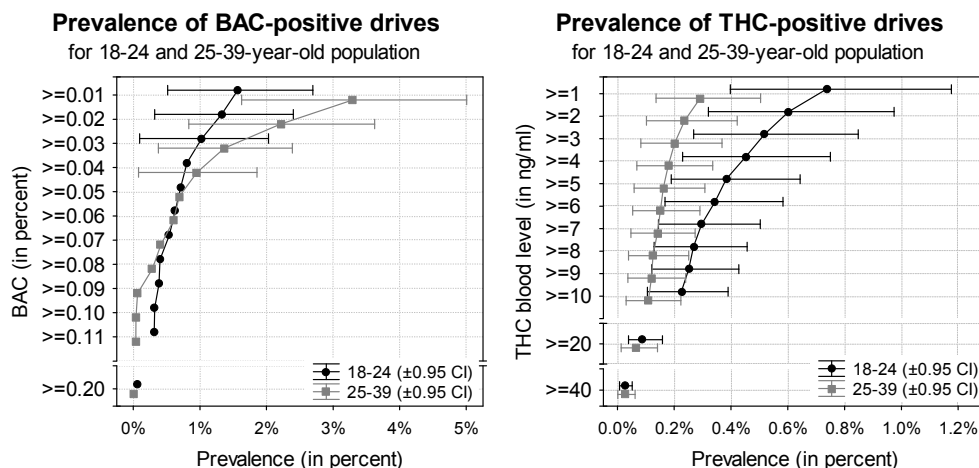 Prevalence of BAC-positive drives
for 18-24 and 25-39-year-old population
BAC (in percent)
>=0.01
>=0.02
>=0.03
>=0.04
>=0.05
>=0.06
>=0.07
>=0.08
>=0.09
>=0.10
>=0.11
>=0.20
18-24 (±0.95 CI)
25-39 (±0.95 CI)
0% 1% 2% 3% 4% 5%
Prevalence (in percent)
Prevalence of THC-positive drives
for 18-24 and 25-39-year-old population
THC blood level (in ng/ml)
>=1
>=2
>=3
>=4
>=5
>=6
>=7
>=8
>=9
>=10
>=20
>=40
18-24 (±0.95 CI)
25-39 (±0.95 CI)
0.0% 0.2% 0.4% 0.6% 0.8% 1.0% 1.2%
Prevalence (in percent)